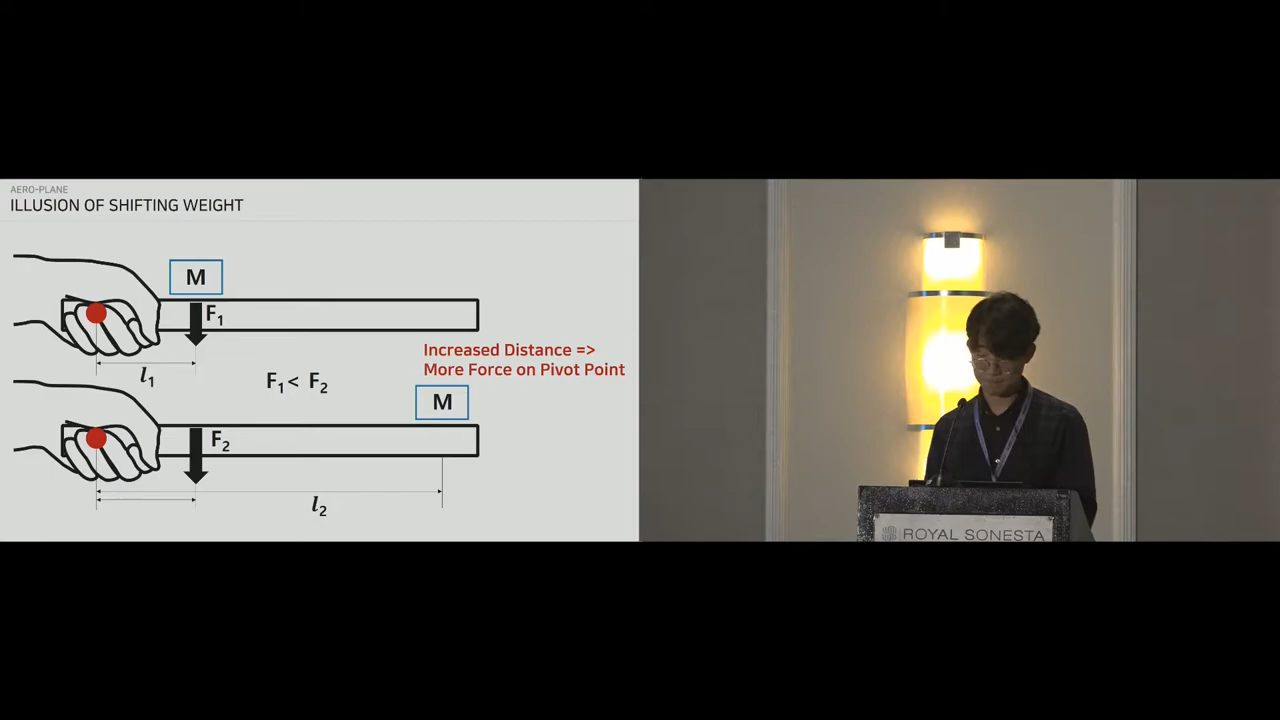 AERO-PLANE
ILLUSION OF SHIFTING WEIGHT
M
F1
l1
Increased Distance =>
More Force on Pivot Point
F1 < F2
M
F2
l2
ROYAL SONESTA